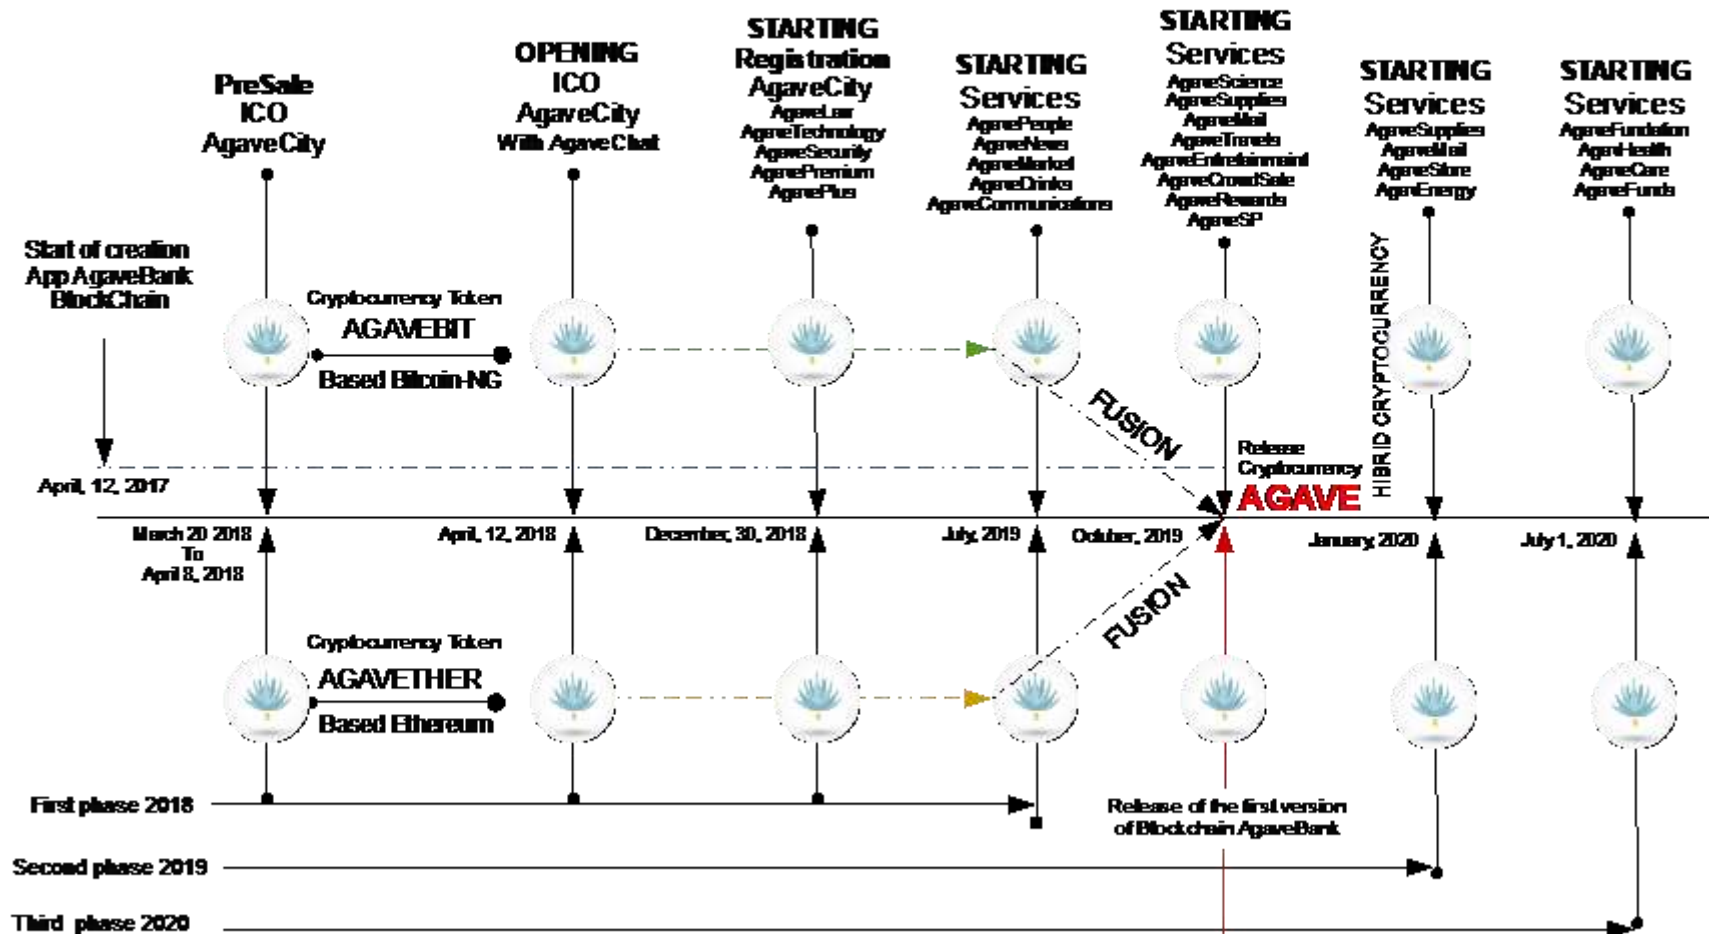 PreSale
ICO
AgaveCity
OPENING
ICO
AgaveCity
With AgaveChat
STARTING
Registration
AgaveCity
AgaveLair
AgaveTechnology
AgaveSecurity
AgavePremium
AgavePlus
STARTING
Services
AgavePeople
AgaveNews
AgaveMarket
AgaveDrinks
AgaveCommunications
STARTING
Services
AgaveScience
AgaveSupplies
AgaveMail
AgaveTravels
AgaveEntretainmaint
AgaveCrowdSale
AgaveRewards
AgaveSP
STARTING
Services
AgaveSupplies
AgaveMail
AgaveStore
AgavEnergy
STARTING
Services
AgaveFundation
AgavHealth
AgaveCare
AgaveFunds
Start of creation
App AgaveBank
BlockChain
Cryptocurrency Token
AGAVEBIT
Based Bitcoin-NG
FUSION
HIBRID CRYPTOCURRENCY
Release
Cryptocurrency
AGAVE
April, 12, 2017
March 20 2018
To
April 8, 2018
April, 12, 2018
December, 30, 2018
July, 2019
October, 2019
January, 2020
July 1, 2020
FUSION
Cryptocurrency Token
AGAVETHER
Based Ethereum
First phase 2018
Release of the first version
of Blockchain AgaveBank
Second phase 2019
Third phase 2020